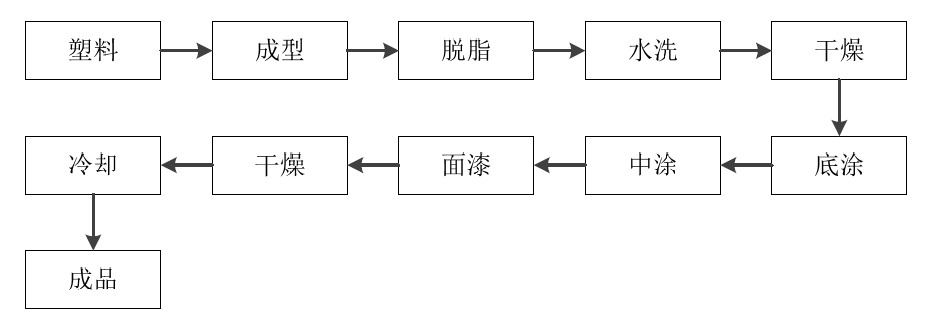 塑料
成型
脱脂
水洗
干燥
底涂
中涂
面漆
干燥
冷却
成品